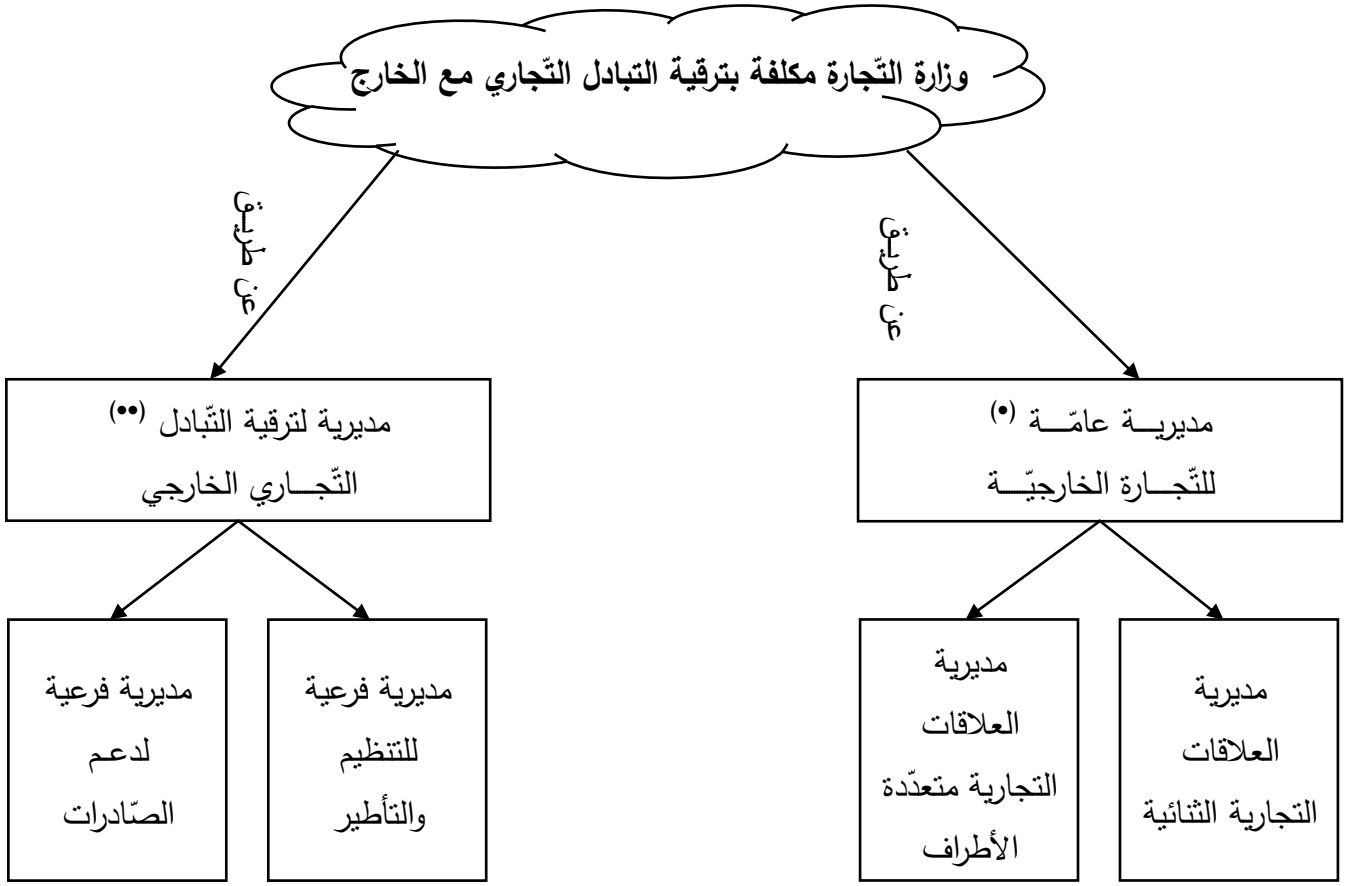 وزارة التّجارة مكلفة بترقية التبادل التّجاري مع الخارج
عن طريق
عن طريق
مديريـــة عامّـــة (•)
للتّجـــارة الخارجيّـــة
مديرية لترقية التّبادل (••)
التّجـــاري الخارجي
مديرية
العلاقات
التجارية الثنائية
مديرية
العلاقات
التجارية متعدّدة
الأطراف
مديرية فرعية
للتنظيم
والتأطير
مديرية فرعية
لدعـم
الصّادرات